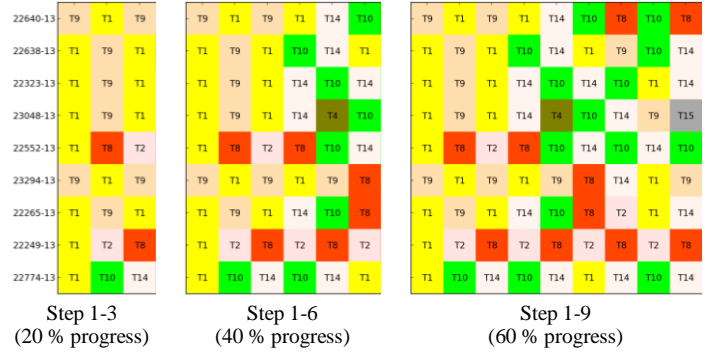 22640-13 T9 T1 T9 T9 T1 T9 T1 T14 T10 T9 T1 T9 T1 T14 T10 T8 T10 T8
22638-13 T1 T9 T1 T1 T9 T1 T10 T14 T1 T1 T9 T1 T10 T14 T1 T9 T10 T1
22323-13 T1 T9 T1 T1 T9 T1 T14 T10 T14 T1 T9 T1 T14 T10 T14 T10 T1 T14
23048-13 T1 T9 T1 T1 T9 T1 T14 T4 T10 T1 T9 T1 T14 T4 T10 T14 T9 T15
22552-13 T1 T8 T2 T1 T8 T2 T8 T10 T14 T1 T8 T2 T8 T10 T14 T10 T14 T10
23294-13 T9 T1 T9 T9 T1 T9 T1 T9 T8 T9 T1 T9 T1 T9 T8 T14 T1 T9
22265-13 T1 T9 T1 T1 T9 T1 T14 T10 T8 T1 T9 T1 T14 T10 T8 T2 T1 T14
22249-13 T1 T2 T8 T1 T2 T8 T2 T8 T2 T1 T2 T8 T2 T8 T2 T8 T2 T8
22774-13 T1 T10 T14 T1 T10 T14 T10 T14 T1 T1 T10 T14 T10 T14 T1 T14 T10 T14
Step 1-3 Step 1-6 Step 1-9
(20 % progress) (40 % progress) (60 % progress)